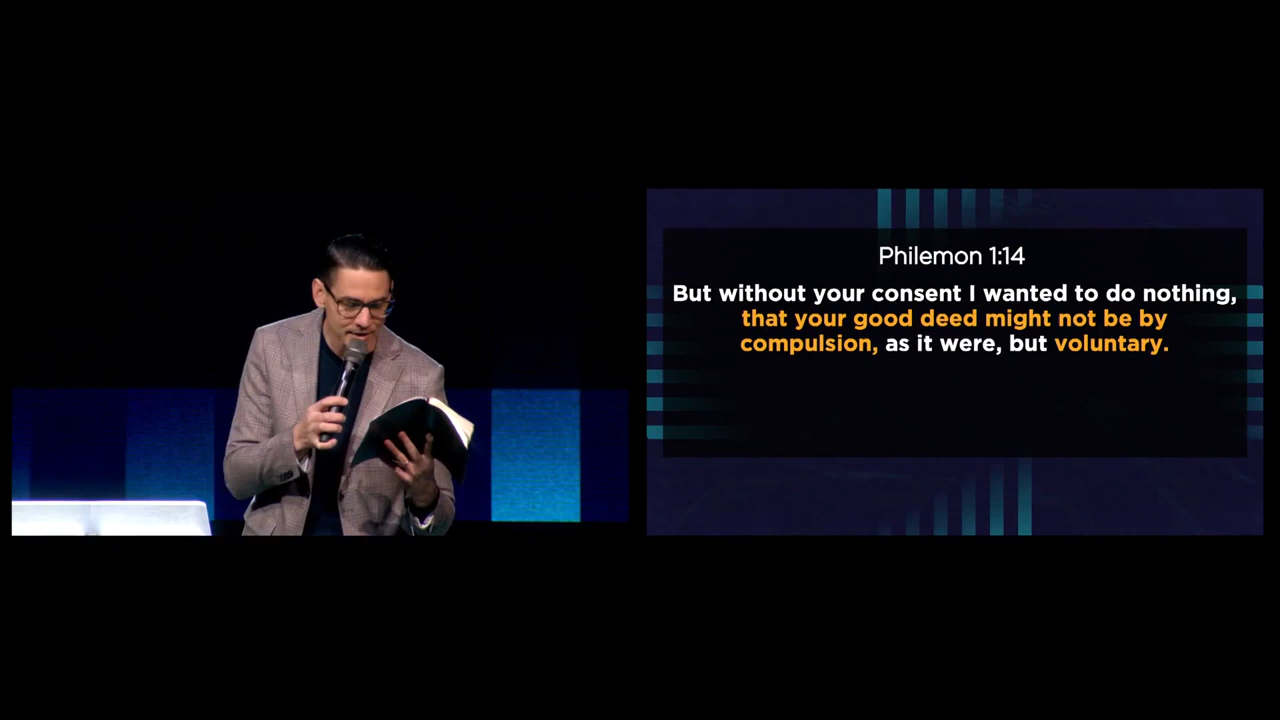 Philemon 1:14
But without your consent I wanted to do nothing,
that your good deed might not be by
compulsion, as it were, but voluntary.